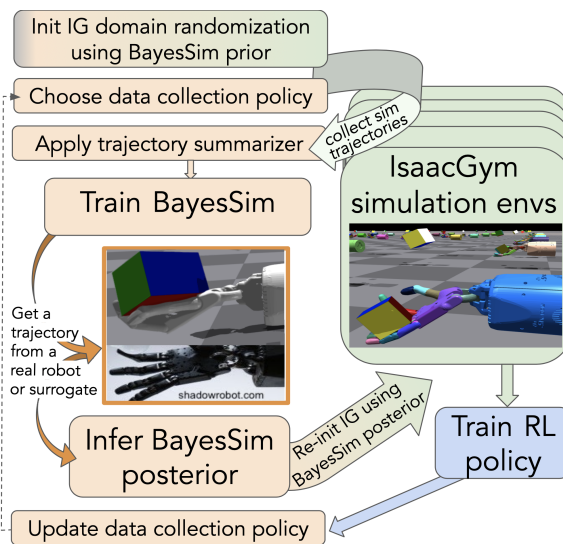 Init IG domain randomization
using BayesSim prior
Choose data collection policy
collect sim
trajectories
Apply trajectory summarizer
IsaacGym
simulation envs
Train BayesSim
Get a
trajectory
from a
real robot
or surrogate
shadowrobot.com
Infer BayesSim
posterior
Re-init IG using
BayesSim posterior
Train RL
policy
Update data collection policy